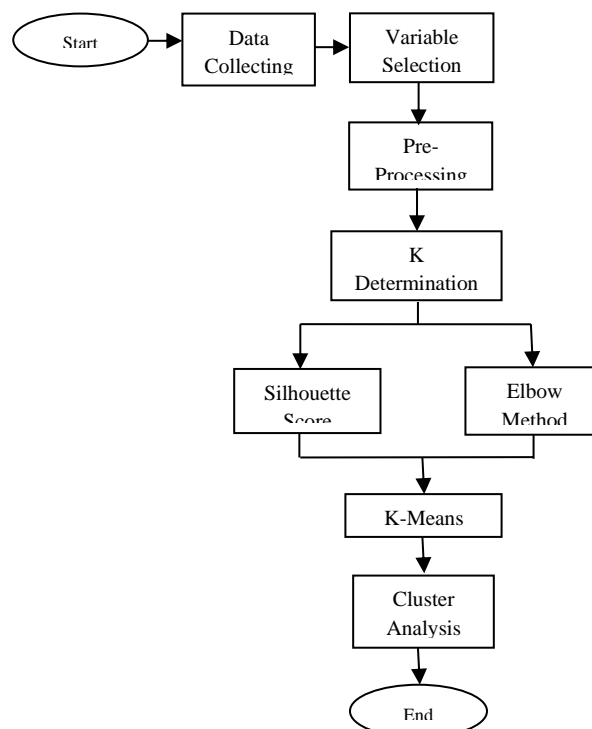 Start
Data
Collecting
Variable
Selection
Pre-
Processing
K
Determination
Silhouette
Score
Elbow
Method
K-Means
Cluster
Analysis
End